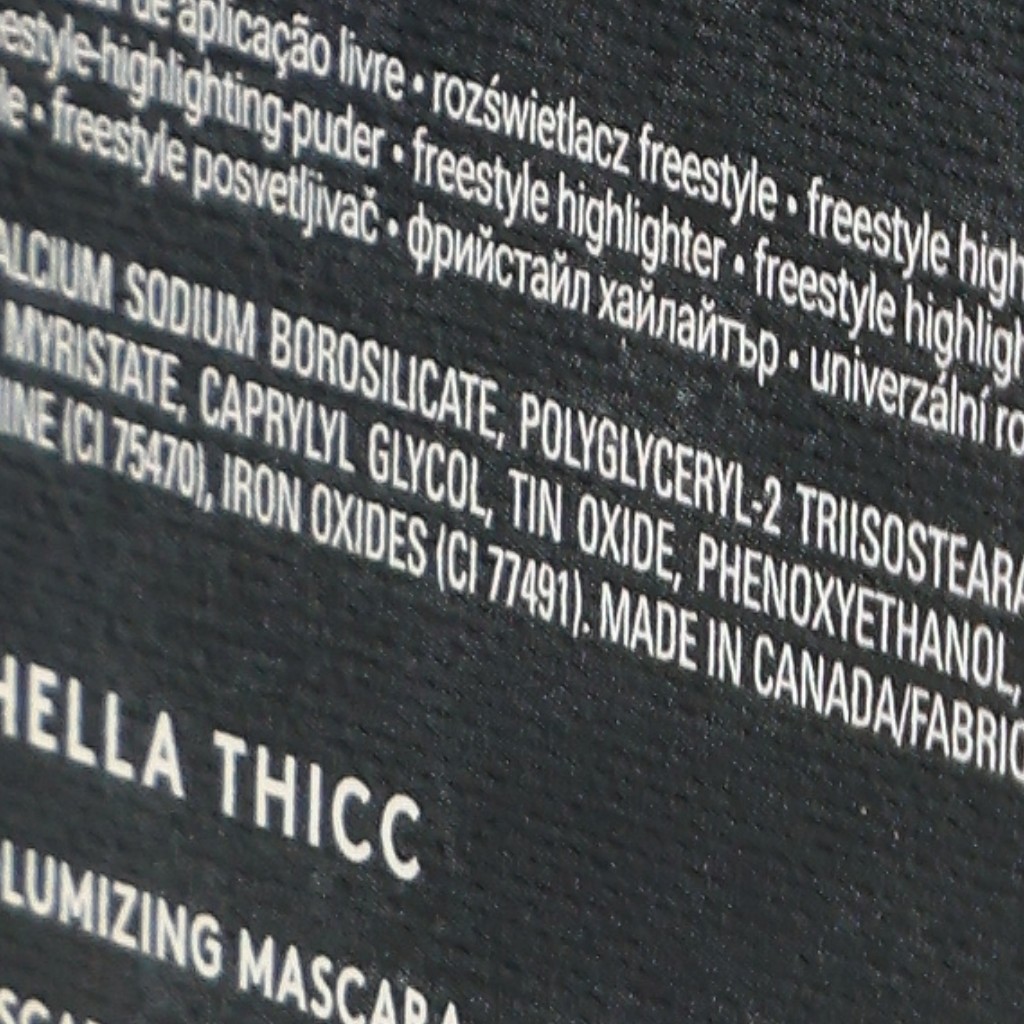 de aplicação livre • rozświetlacz freestyle • freestyle high
estyle-highlighting-puder • freestyle highlighter • freestyle highligh
le • freestyle posvetljivač • фрийстайл хайлайтър • univerzální ro
ALCIUM SODIUM BOROSILICATE, POLYGLYCERYL-2 TRIISOSTEARA
MYRISTATE, CAPRYLYL GLYCOL, TIN OXIDE, PHENOXYETHANOL,
INE (CI 75470), IRON OXIDES (CI 77491). MADE IN CANADA/FABRIQ
HELLA THICC
LUMIZING MASCARA